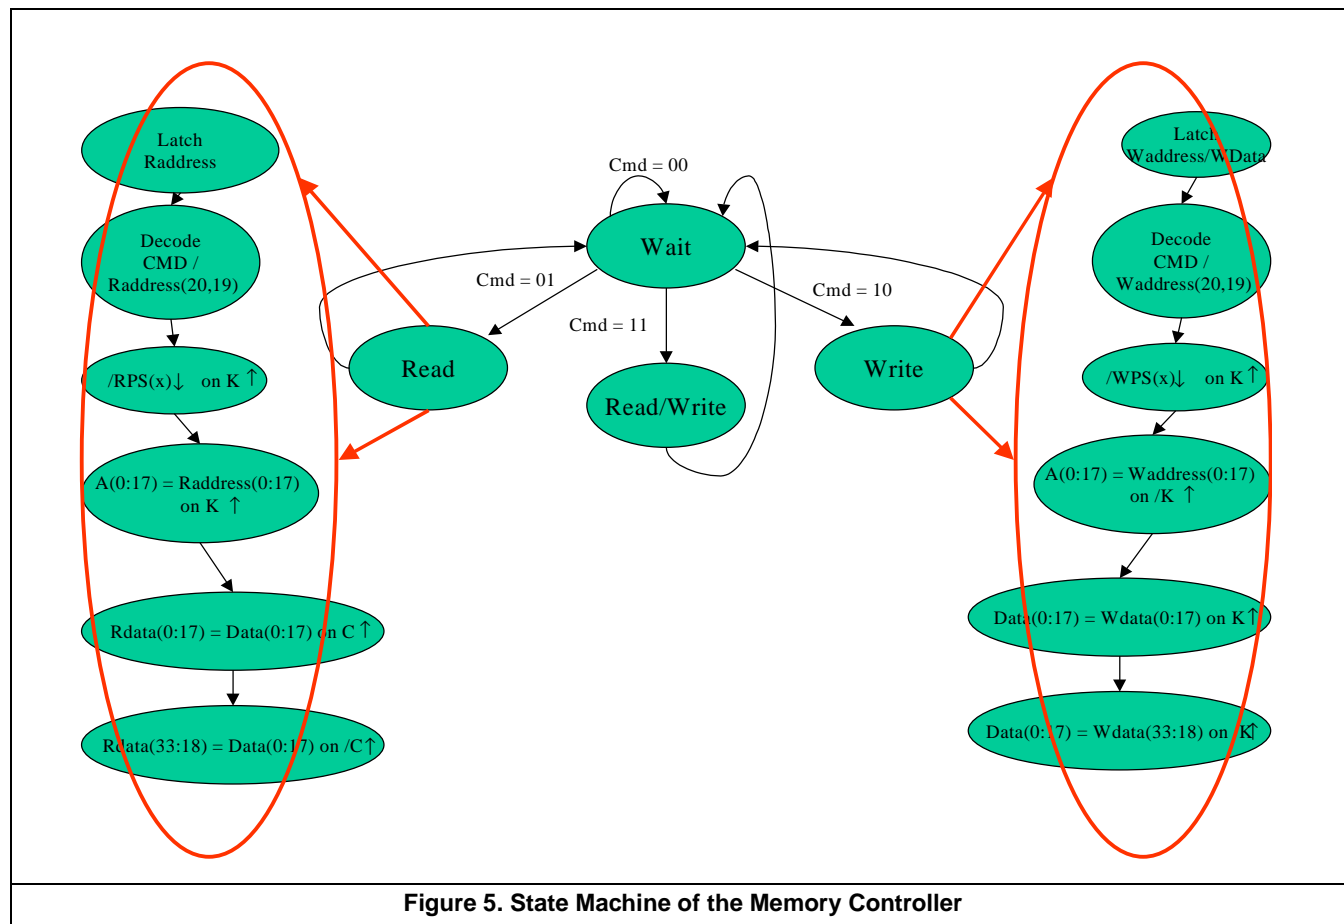 Latch
Raddress
Decode
CMD /
Raddress(20,19)
/RPS(x)↓ on K ↑
A(0:17) = Raddress(0:17)
on K ↑
Rdata(0:17) = Data(0:17) on C ↑
Rdata(33:18) = Data(0:17) on /C↑
Cmd = 00
Wait
Cmd = 01
Cmd = 10
Cmd = 11
Read
Read/Write
Write
Latch
Waddress/WData
Decode
CMD /
Waddress(20,19)
/WPS(x)↓ on K ↑
A(0:17) = Waddress(0:17)
on /K ↑
Data(0:17) = Wdata(0:17) on K↑
Data(0:17) = Wdata(33:18) on /K↑
Figure 5. State Machine of the Memory Controller